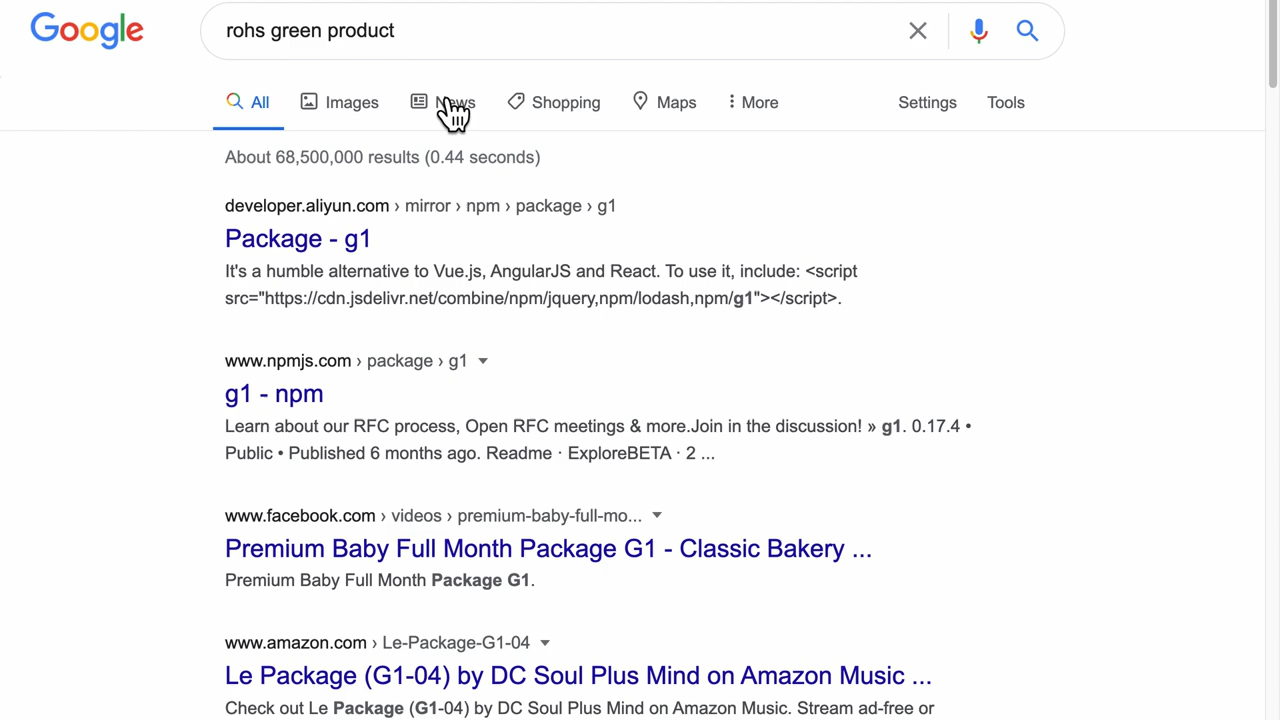 Google
rohs green product
All Images News Shopping Maps More Settings Tools
About 68,500,000 results (0.44 seconds)
developer.aliyun.com › mirror › npm › package › g1
Package - g1
It's a humble alternative to Vue.js, AngularJS and React. To use it, include: <script
src="https://cdn.jsdelivr.net/combine/npm/jquery,npm/lodash,npm/g1"></script>.
www.npmjs.com › package › g1
g1 - npm
Learn about our RFC process, Open RFC meetings & more.Join in the discussion! » g1. 0.17.4 •
Public • Published 6 months ago. Readme · ExploreBETA · 2 ...
www.facebook.com › videos › premium-baby-full-mo...
Premium Baby Full Month Package G1 - Classic Bakery ...
Premium Baby Full Month Package G1.
www.amazon.com › Le-Package-G1-04
Le Package (G1-04) by DC Soul Plus Mind on Amazon Music ...
Check out Le Package (G1-04) by DC Soul Plus Mind on Amazon Music. Stream ad-free or